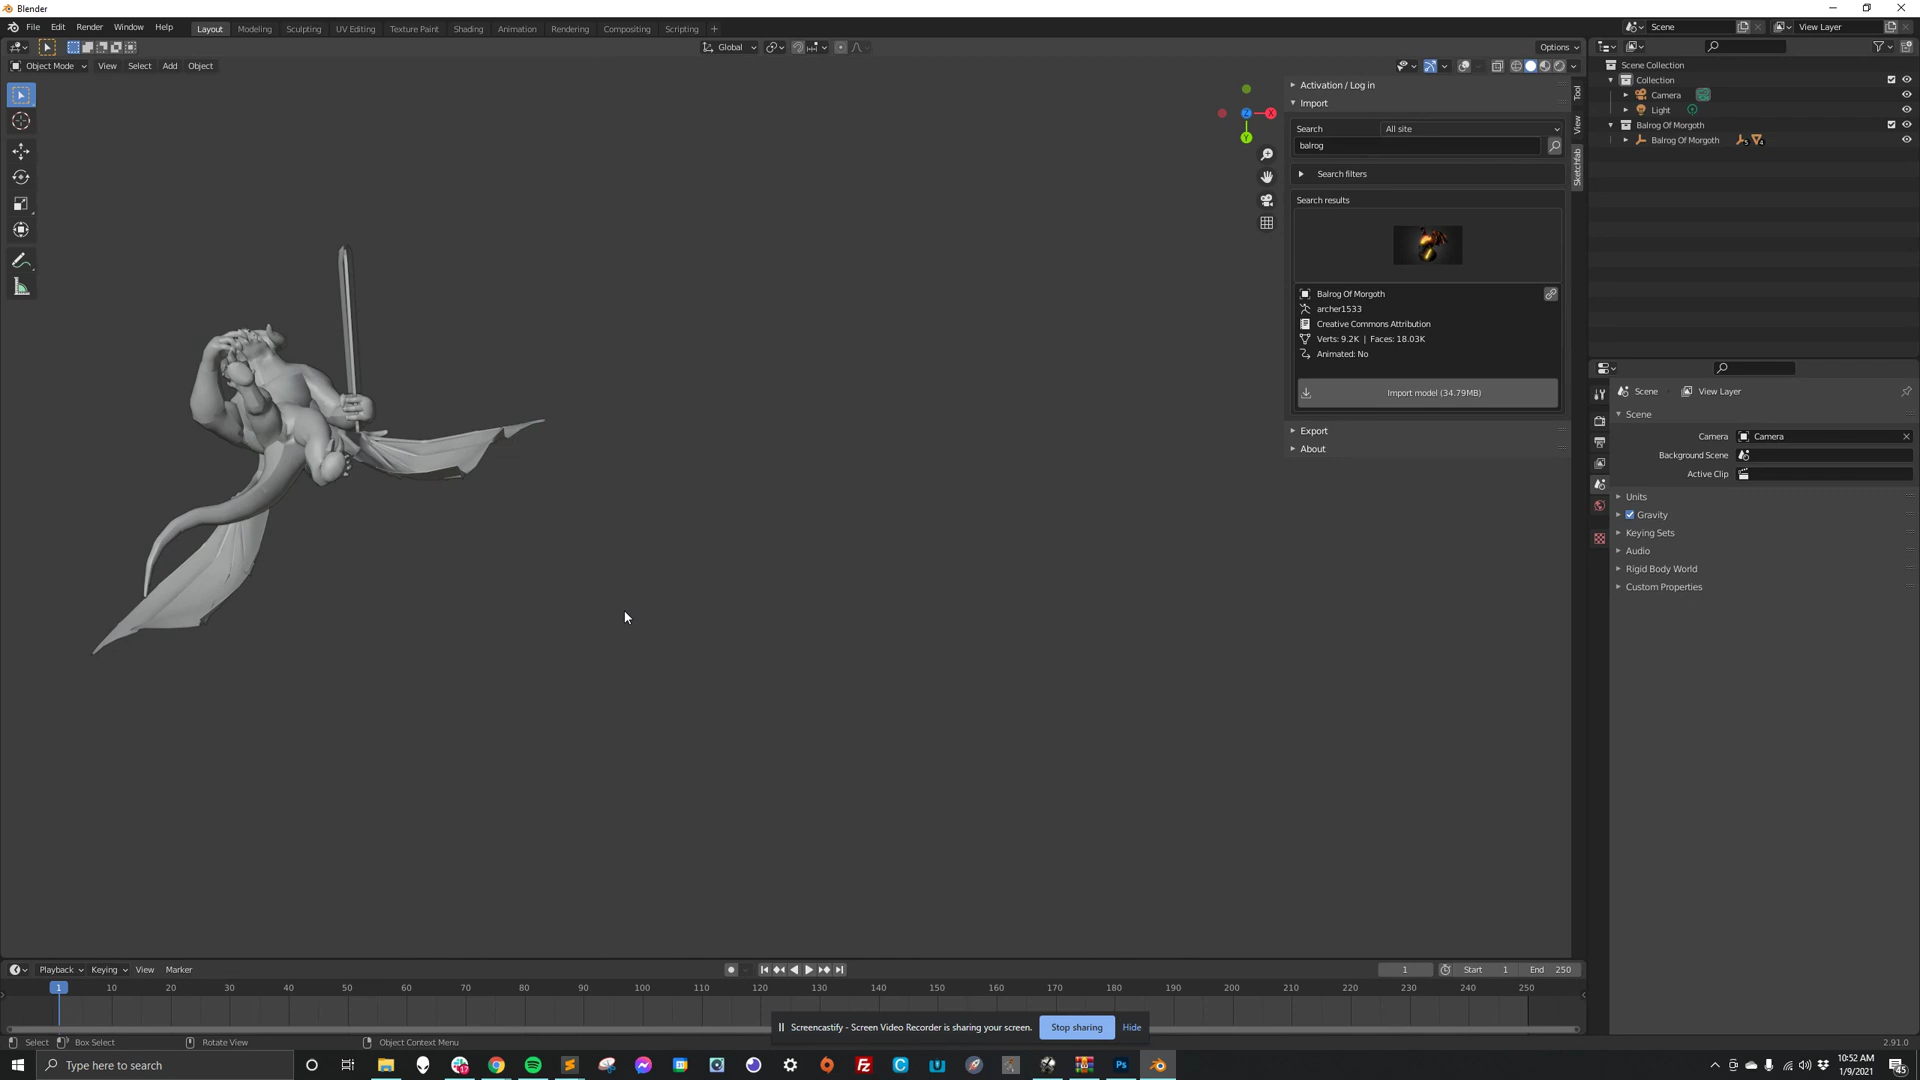 Blender
File Edit Render Window Help Layout Modeling Sculpting UV Editing Texture Paint Shading Animation Rendering Compositing Scripting +
Scene View Layer
Global Options
Object Mode View Select Add Object
Activation / Log in
Import
Search All site
balrog
Search filters
Search results
Balrog Of Morgoth
archer1533
Creative Commons Attribution
Verts: 9.2K | Faces: 18.03K
Animated: No
Import model (34.79MB)
Export
About
X
Z
Y
Tool
View
Sketchfab
Scene Collection
Collection
Camera
Light
Balrog Of Morgoth
Balrog Of Morgoth 5 4
Scene View Layer
Scene
Camera Camera
Background Scene
Active Clip
Units
Gravity
Keying Sets
Audio
Rigid Body World
Custom Properties
Playback Keying View Marker 1 Start 1 End 250
1 10 20 30 40 50 60 70 80 90 100 110 120 130 140 150 160 170 180 190 200 210 220 230 240 250
Screencastify - Screen Video Recorder is sharing your screen. Stop sharing Hide
Select Box Select Rotate View Object Context Menu 2.91.0
Type here to search
17
Ps
10:52 AM
1/9/2021
45